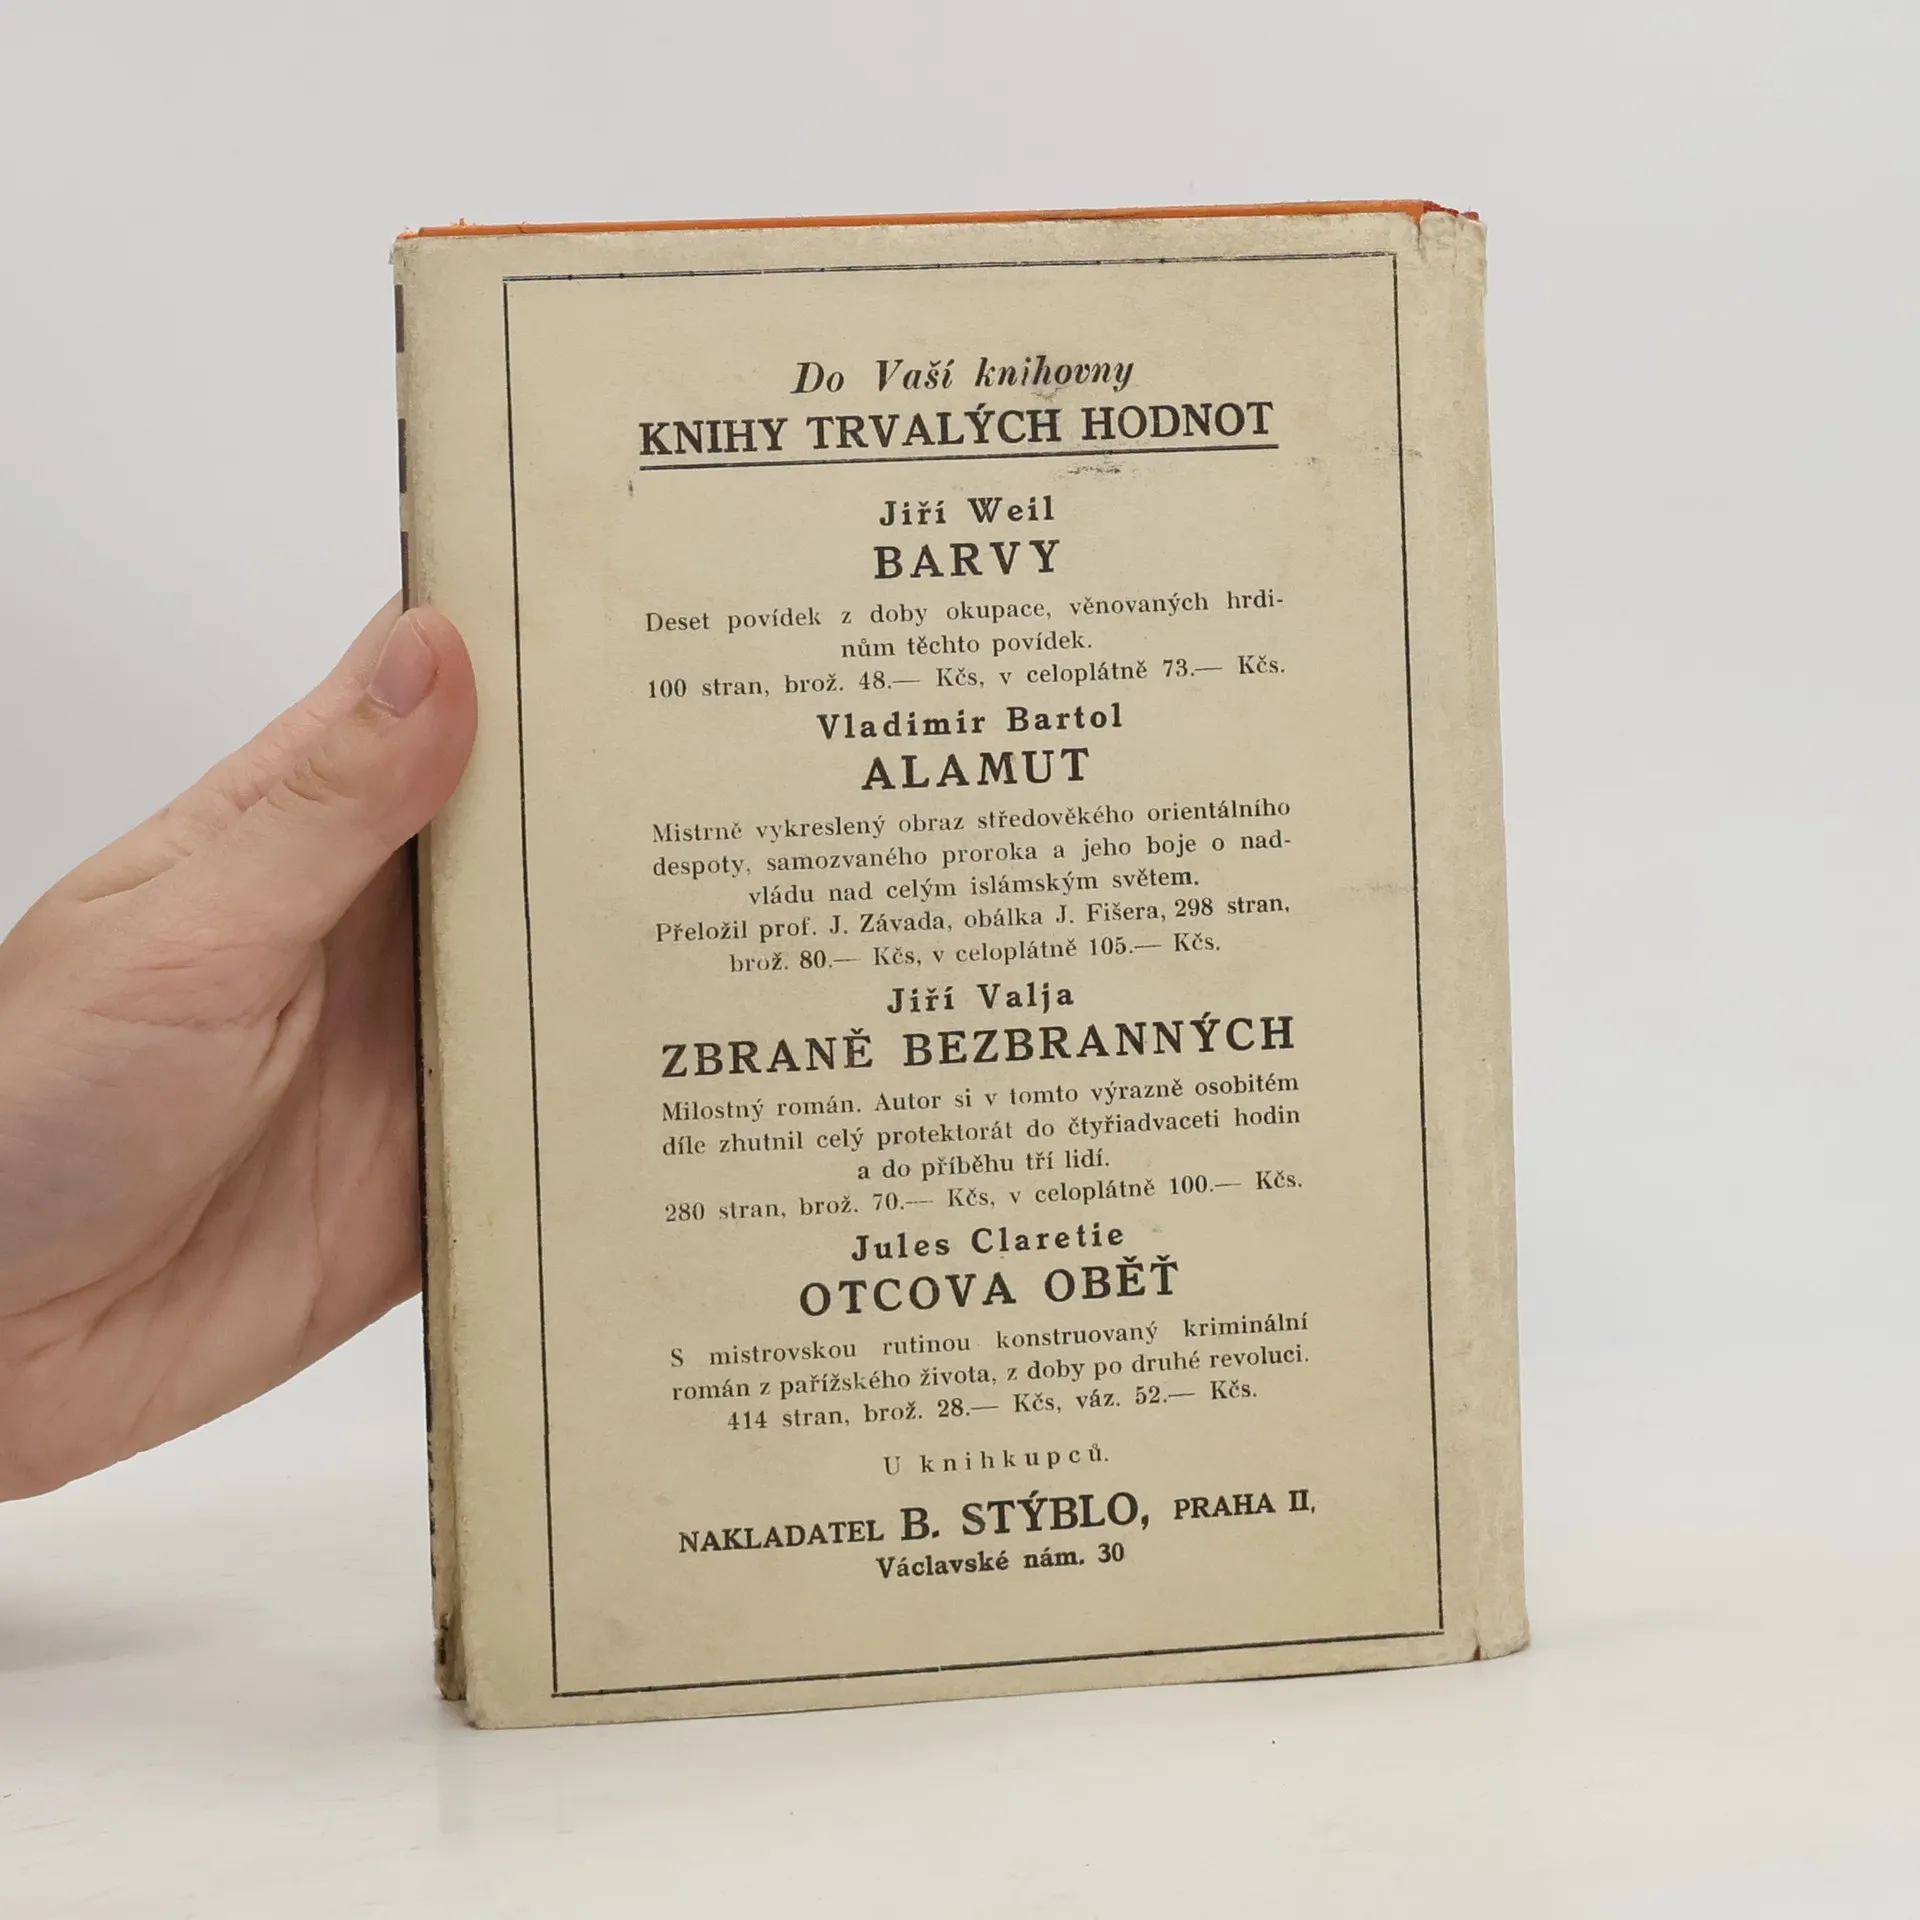 Do Vaší knihovny
KNIHY TRVALÝCH HODNOT
Jiří Weil
BARVY
Deset povídek z doby okupace, věnovaných hrdi-
nům těchto povídek.
100 stran, brož. 48.— Kčs, v celoplátně 73.— Kčs.
Vladimir Bartol
ALAMUT
Mistrně vykreslený obraz středověkého orientálního
despoty, samozvaného proroka a jeho boje o nad-
vládu nad celým islámským světem.
Přeložil prof. J. Závada, obálka J. Fišera, 298 stran,
brož. 80.— Kčs, v celoplátně 105.— Kčs.
Jiří Valja
ZBRANĚ BEZBRANNÝCH
Milostný román. Autor si v tomto výrazně osobitém
díle zhutnil celý protektorát do čtyřiadvaceti hodin
a do příběhu tří lidí.
280 stran, brož. 70.— Kčs, v celoplátně 100.— Kčs.
Jules Claretie
OTCOVA OBĚŤ
S mistrovskou rutinou konstruovaný kriminální
román z pařížského života, z doby po druhé revoluci.
414 stran, brož. 28.— Kčs, váz. 52.— Kčs.
U knihkupců.
NAKLADATEL B. STÝBLO, PRAHA II,
Václavské nám. 30